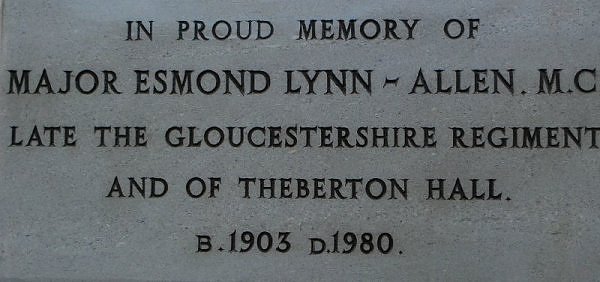 IN PROUD MEMORY OF
MAJOR ESMOND LYNN - ALLEN. M.C
LATE THE GLOUCESTERSHIRE REGIMENT
AND OF THEBERTON HALL.
B. 1903 D. 1980.